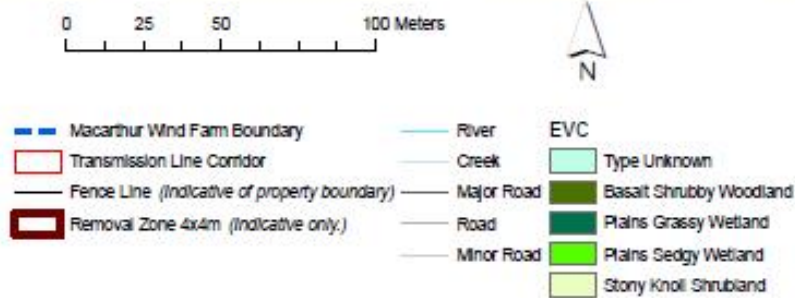 0 25 50 100 Meters
N
Macarthur Wind Farm Boundary
Transmission Line Corridor
Fence Line (Indicative of property boundary)
Removal Zone 4x4m (Indicative only.)
River
Creek
Major Road
Road
Minor Road
EVC
Type Unknown
Basalt Shrubby Woodland
Plains Grassy Wetland
Plains Sedgy Wetland
Stony Knoll Shrubland